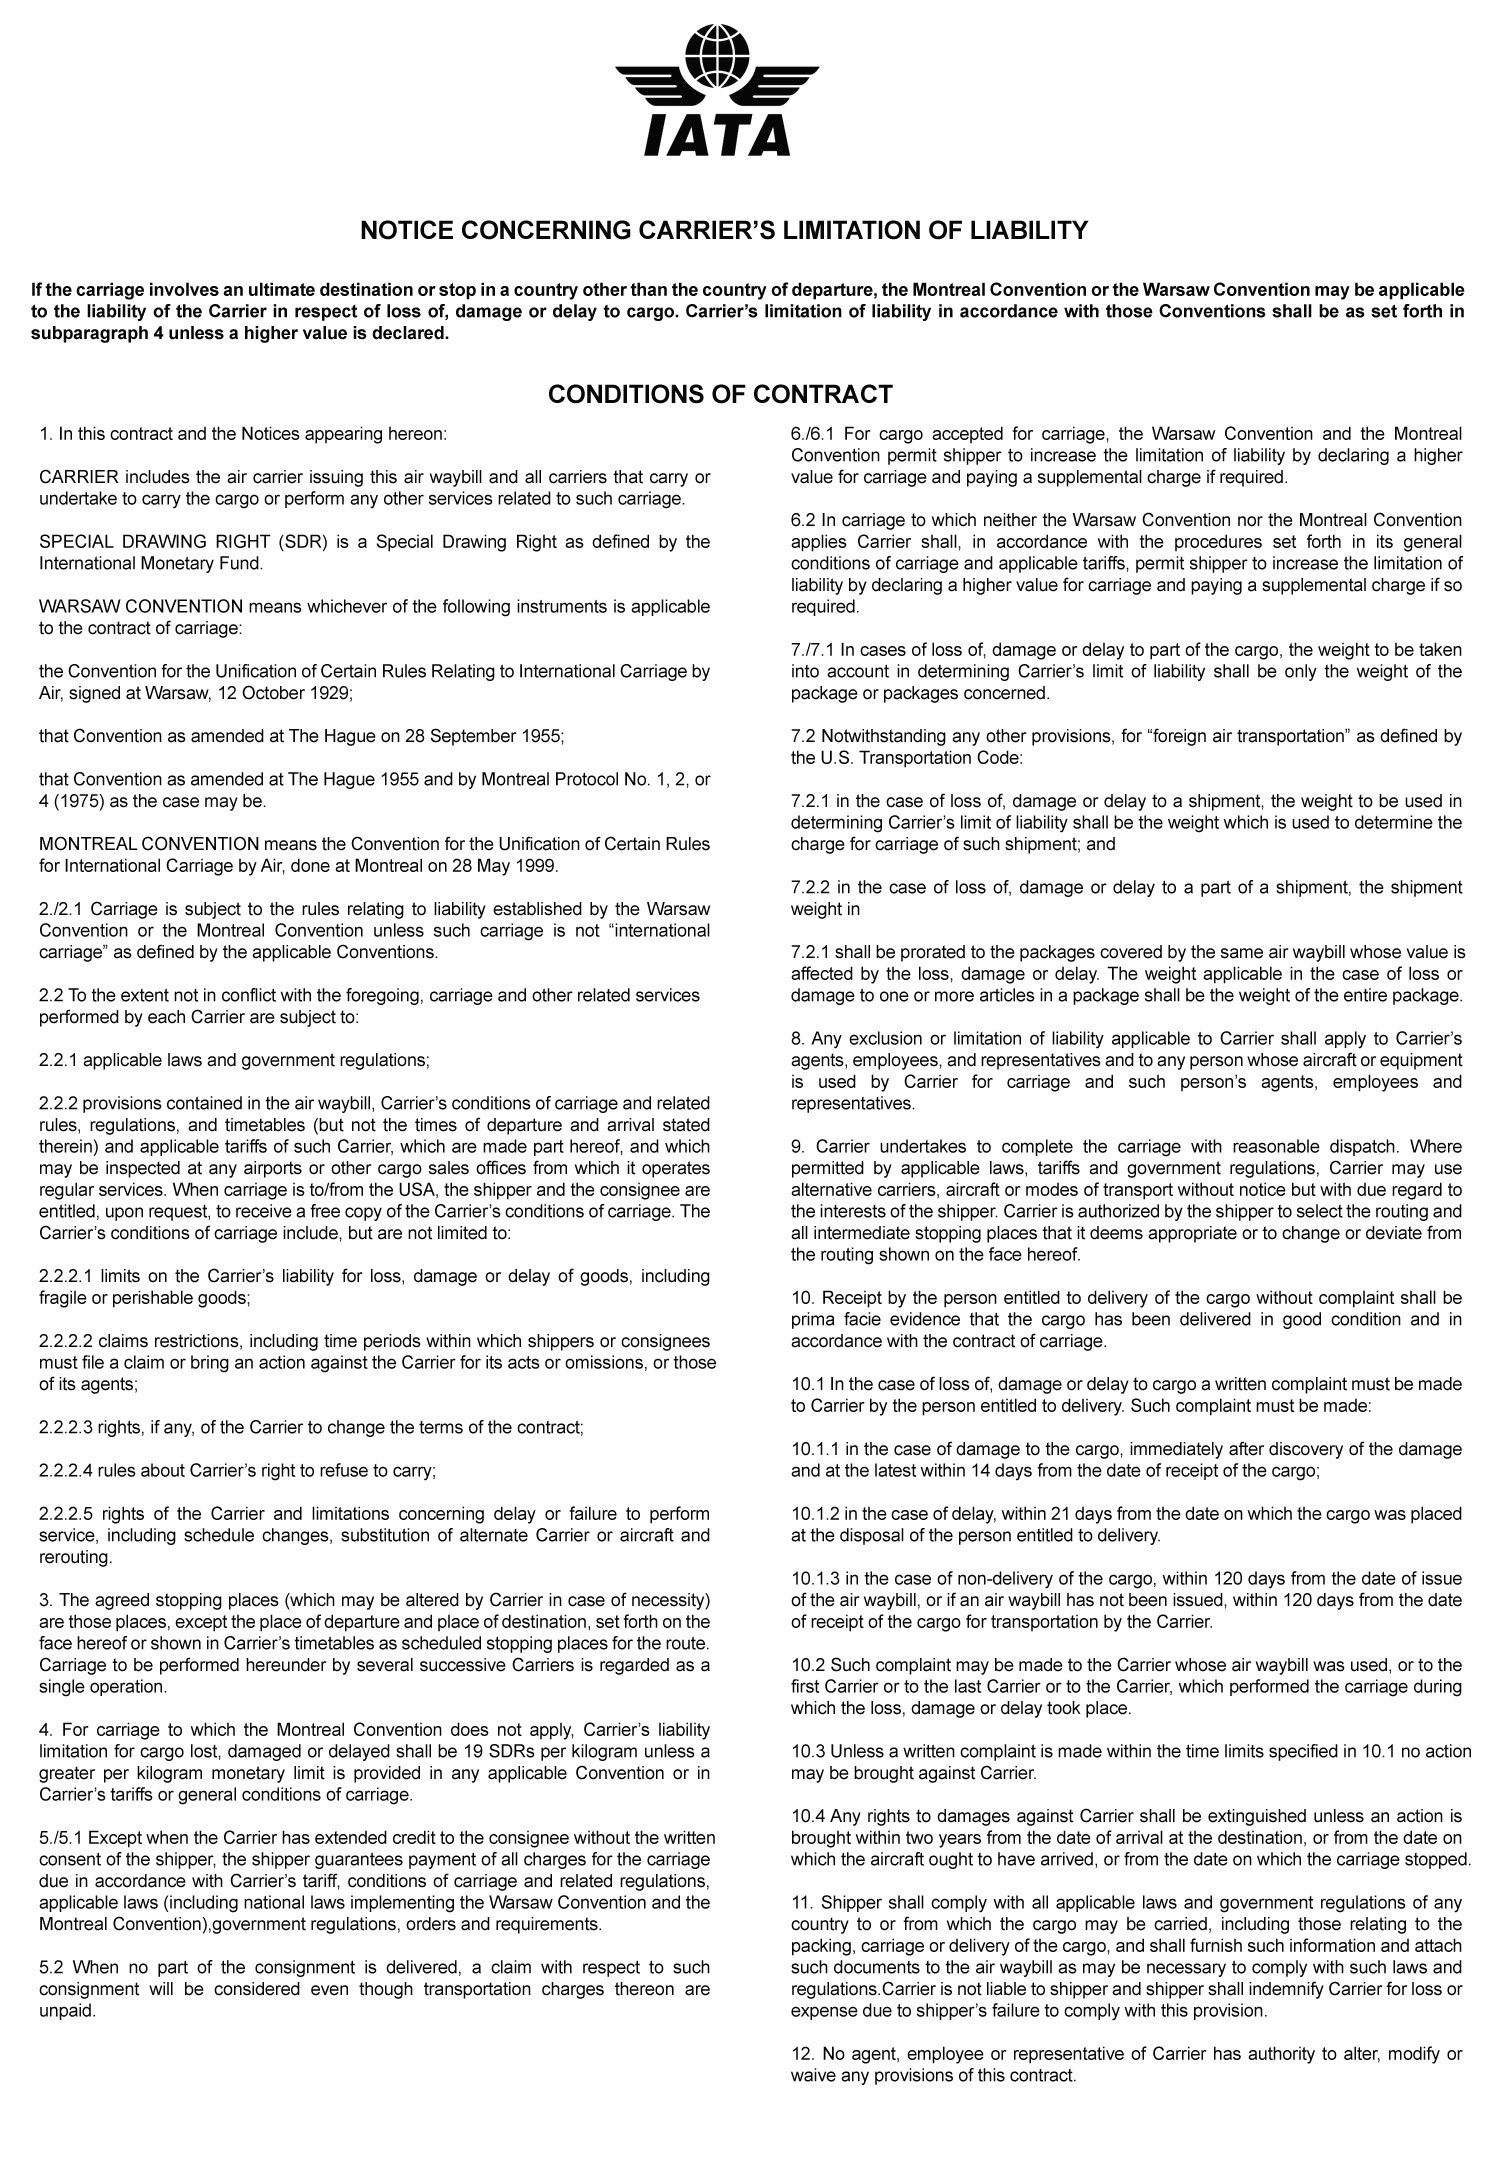 IATA
NOTICE CONCERNING CARRIER’S LIMITATION OF LIABILITY
If the carriage involves an ultimate destination or stop in a country other than the country of departure, the Montreal Convention or the Warsaw Convention may be applicable
to the liability of the Carrier in respect of loss of, damage or delay to cargo. Carrier’s limitation of liability in accordance with those Conventions shall be as set forth in
subparagraph 4 unless a higher value is declared.
CONDITIONS OF CONTRACT
1. In this contract and the Notices appearing hereon:
CARRIER includes the air carrier issuing this air waybill and all carriers that carry or
undertake to carry the cargo or perform any other services related to such carriage.
SPECIAL DRAWING RIGHT (SDR) is a Special Drawing Right as defined by the
International Monetary Fund.
WARSAW CONVENTION means whichever of the following instruments is applicable
to the contract of carriage:
the Convention for the Unification of Certain Rules Relating to International Carriage by
Air, signed at Warsaw, 12 October 1929;
that Convention as amended at The Hague on 28 September 1955;
that Convention as amended at The Hague 1955 and by Montreal Protocol No. 1, 2, or
4 (1975) as the case may be.
MONTREAL CONVENTION means the Convention for the Unification of Certain Rules
for International Carriage by Air, done at Montreal on 28 May 1999.
2./2.1 Carriage is subject to the rules relating to liability established by the Warsaw
Convention or the Montreal Convention unless such carriage is not “international
carriage” as defined by the applicable Conventions.
2.2 To the extent not in conflict with the foregoing, carriage and other related services
performed by each Carrier are subject to:
2.2.1 applicable laws and government regulations;
2.2.2 provisions contained in the air waybill, Carrier’s conditions of carriage and related
rules, regulations, and timetables (but not the times of departure and arrival stated
therein) and applicable tariffs of such Carrier, which are made part hereof, and which
may be inspected at any airports or other cargo sales offices from which it operates
regular services. When carriage is to/from the USA, the shipper and the consignee are
entitled, upon request, to receive a free copy of the Carrier’s conditions of carriage. The
Carrier’s conditions of carriage include, but are not limited to:
2.2.2.1 limits on the Carrier’s liability for loss, damage or delay of goods, including
fragile or perishable goods;
2.2.2.2 claims restrictions, including time periods within which shippers or consignees
must file a claim or bring an action against the Carrier for its acts or omissions, or those
of its agents;
2.2.2.3 rights, if any, of the Carrier to change the terms of the contract;
2.2.2.4 rules about Carrier’s right to refuse to carry;
2.2.2.5 rights of the Carrier and limitations concerning delay or failure to perform
service, including schedule changes, substitution of alternate Carrier or aircraft and
rerouting.
3. The agreed stopping places (which may be altered by Carrier in case of necessity)
are those places, except the place of departure and place of destination, set forth on the
face hereof or shown in Carrier’s timetables as scheduled stopping places for the route.
Carriage to be performed hereunder by several successive Carriers is regarded as a
single operation.
4. For carriage to which the Montreal Convention does not apply, Carrier’s liability
limitation for cargo lost, damaged or delayed shall be 19 SDRs per kilogram unless a
greater per kilogram monetary limit is provided in any applicable Convention or in
Carrier’s tariffs or general conditions of carriage.
5./5.1 Except when the Carrier has extended credit to the consignee without the written
consent of the shipper, the shipper guarantees payment of all charges for the carriage
due in accordance with Carrier’s tariff, conditions of carriage and related regulations,
applicable laws (including national laws implementing the Warsaw Convention and the
Montreal Convention),government regulations, orders and requirements.
5.2 When no part of the consignment is delivered, a claim with respect to such
consignment will be considered even though transportation charges thereon are
unpaid.
6./6.1 For cargo accepted for carriage, the Warsaw Convention and the Montreal
Convention permit shipper to increase the limitation of liability by declaring a higher
value for carriage and paying a supplemental charge if required.
6.2 In carriage to which neither the Warsaw Convention nor the Montreal Convention
applies Carrier shall, in accordance with the procedures set forth in its general
conditions of carriage and applicable tariffs, permit shipper to increase the limitation of
liability by declaring a higher value for carriage and paying a supplemental charge if so
required.
7./7.1 In cases of loss of, damage or delay to part of the cargo, the weight to be taken
into account in determining Carrier’s limit of liability shall be only the weight of the
package or packages concerned.
7.2 Notwithstanding any other provisions, for “foreign air transportation” as defined by
the U.S. Transportation Code:
7.2.1 in the case of loss of, damage or delay to a shipment, the weight to be used in
determining Carrier’s limit of liability shall be the weight which is used to determine the
charge for carriage of such shipment; and
7.2.2 in the case of loss of, damage or delay to a part of a shipment, the shipment
weight in
7.2.1 shall be prorated to the packages covered by the same air waybill whose value is
affected by the loss, damage or delay. The weight applicable in the case of loss or
damage to one or more articles in a package shall be the weight of the entire package.
8. Any exclusion or limitation of liability applicable to Carrier shall apply to Carrier’s
agents, employees, and representatives and to any person whose aircraft or equipment
is used by Carrier for carriage and such person’s agents, employees and
representatives.
9. Carrier undertakes to complete the carriage with reasonable dispatch. Where
permitted by applicable laws, tariffs and government regulations, Carrier may use
alternative carriers, aircraft or modes of transport without notice but with due regard to
the interests of the shipper. Carrier is authorized by the shipper to select the routing and
all intermediate stopping places that it deems appropriate or to change or deviate from
the routing shown on the face hereof.
10. Receipt by the person entitled to delivery of the cargo without complaint shall be
prima facie evidence that the cargo has been delivered in good condition and in
accordance with the contract of carriage.
10.1 In the case of loss of, damage or delay to cargo a written complaint must be made
to Carrier by the person entitled to delivery. Such complaint must be made:
10.1.1 in the case of damage to the cargo, immediately after discovery of the damage
and at the latest within 14 days from the date of receipt of the cargo;
10.1.2 in the case of delay, within 21 days from the date on which the cargo was placed
at the disposal of the person entitled to delivery.
10.1.3 in the case of non-delivery of the cargo, within 120 days from the date of issue
of the air waybill, or if an air waybill has not been issued, within 120 days from the date
of receipt of the cargo for transportation by the Carrier.
10.2 Such complaint may be made to the Carrier whose air waybill was used, or to the
first Carrier or to the last Carrier or to the Carrier, which performed the carriage during
which the loss, damage or delay took place.
10.3 Unless a written complaint is made within the time limits specified in 10.1 no action
may be brought against Carrier.
10.4 Any rights to damages against Carrier shall be extinguished unless an action is
brought within two years from the date of arrival at the destination, or from the date on
which the aircraft ought to have arrived, or from the date on which the carriage stopped.
11. Shipper shall comply with all applicable laws and government regulations of any
country to or from which the cargo may be carried, including those relating to the
packing, carriage or delivery of the cargo, and shall furnish such information and attach
such documents to the air waybill as may be necessary to comply with such laws and
regulations.Carrier is not liable to shipper and shipper shall indemnify Carrier for loss or
expense due to shipper’s failure to comply with this provision.
12. No agent, employee or representative of Carrier has authority to alter, modify or
waive any provisions of this contract.